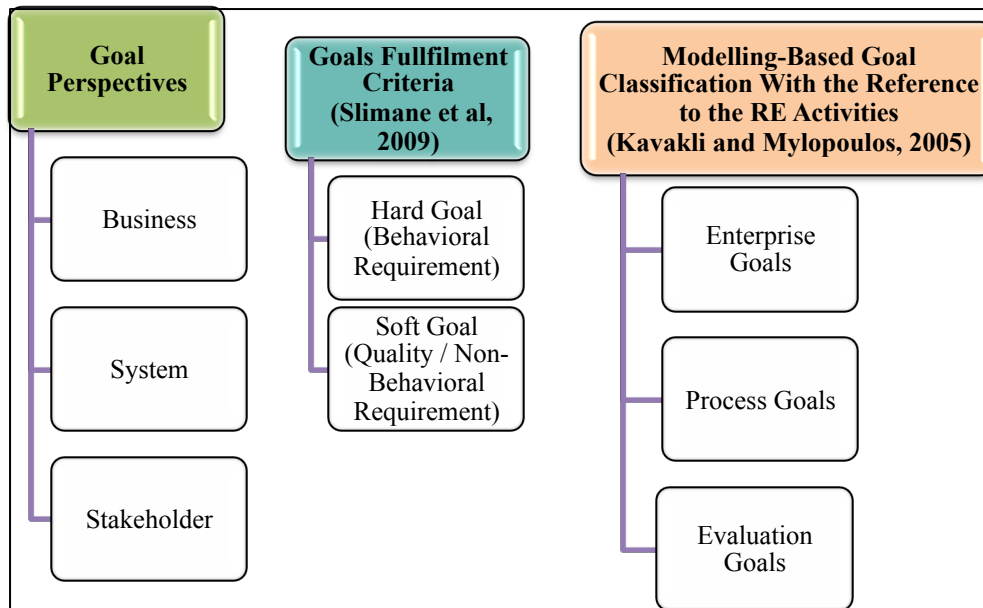 Goal
Perspectives
Business
System
Stakeholder
Goals Fullfilment
Criteria
(Slimane et al,
2009)
Hard Goal
(Behavioral
Requirement)
Soft Goal
(Quality / Non-
Behavioral
Requirement)
Modelling-Based Goal
Classification With the Reference
to the RE Activities
(Kavakli and Mylopoulos, 2005)
Enterprise
Goals
Process Goals
Evaluation
Goals